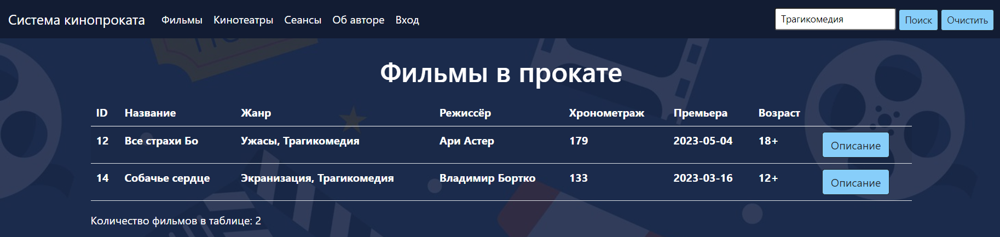 Система кинопроката Фильмы Кинотеатры Сеансы Об авторе Вход Трагикомедия Поиск Очистить
Фильмы в прокате
ID Название Жанр Режиссёр Хронометраж Премьера Возраст
12 Все страхи Бо Ужасы, Трагикомедия Ари Астер 179 2023-05-04 18+ Описание
14 Собачье сердце Экранизация, Трагикомедия Владимир Бортко 133 2023-03-16 12+ Описание
Количество фильмов в таблице: 2